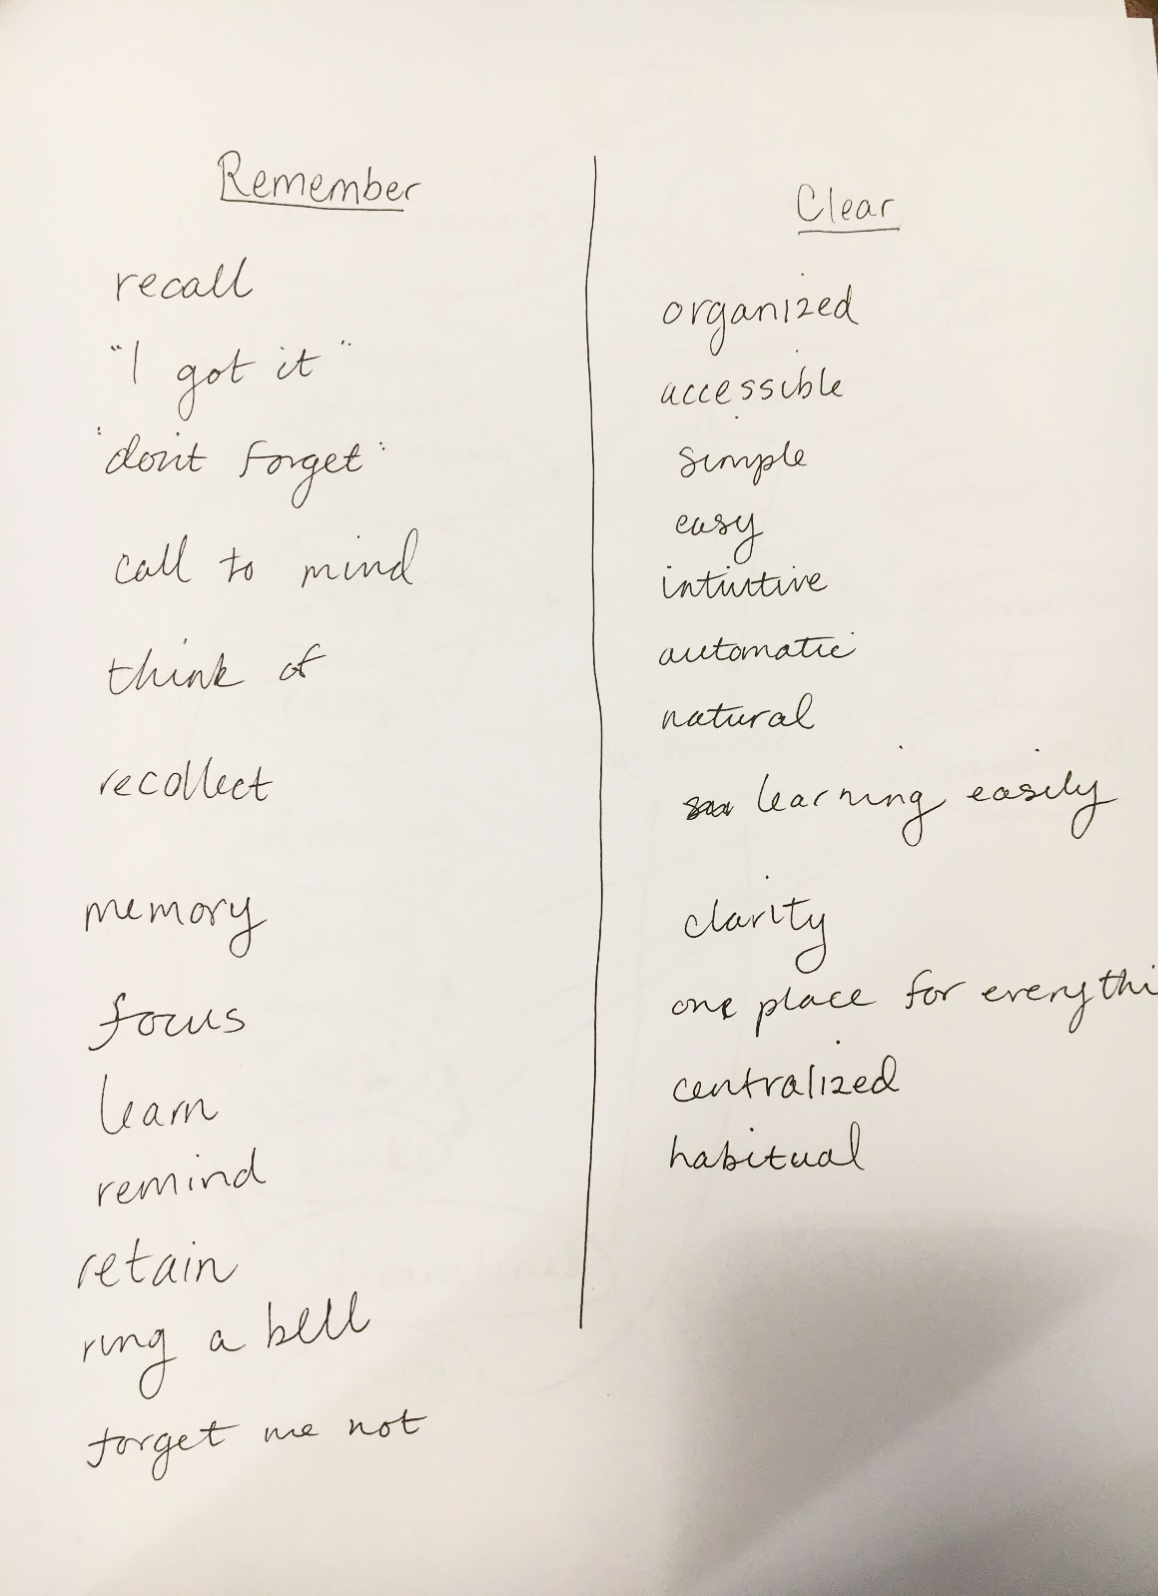 Remember
recall
"I got it"
"don't forget"
call to mind
think of
recollect
memory
focus
learn
remind
retain
ring a bell
forget me not
Clear
organized
accessible
simple
easy
intiutive
automatic
natural
learning easily
clarity
one place for everythi
centralized
habitual